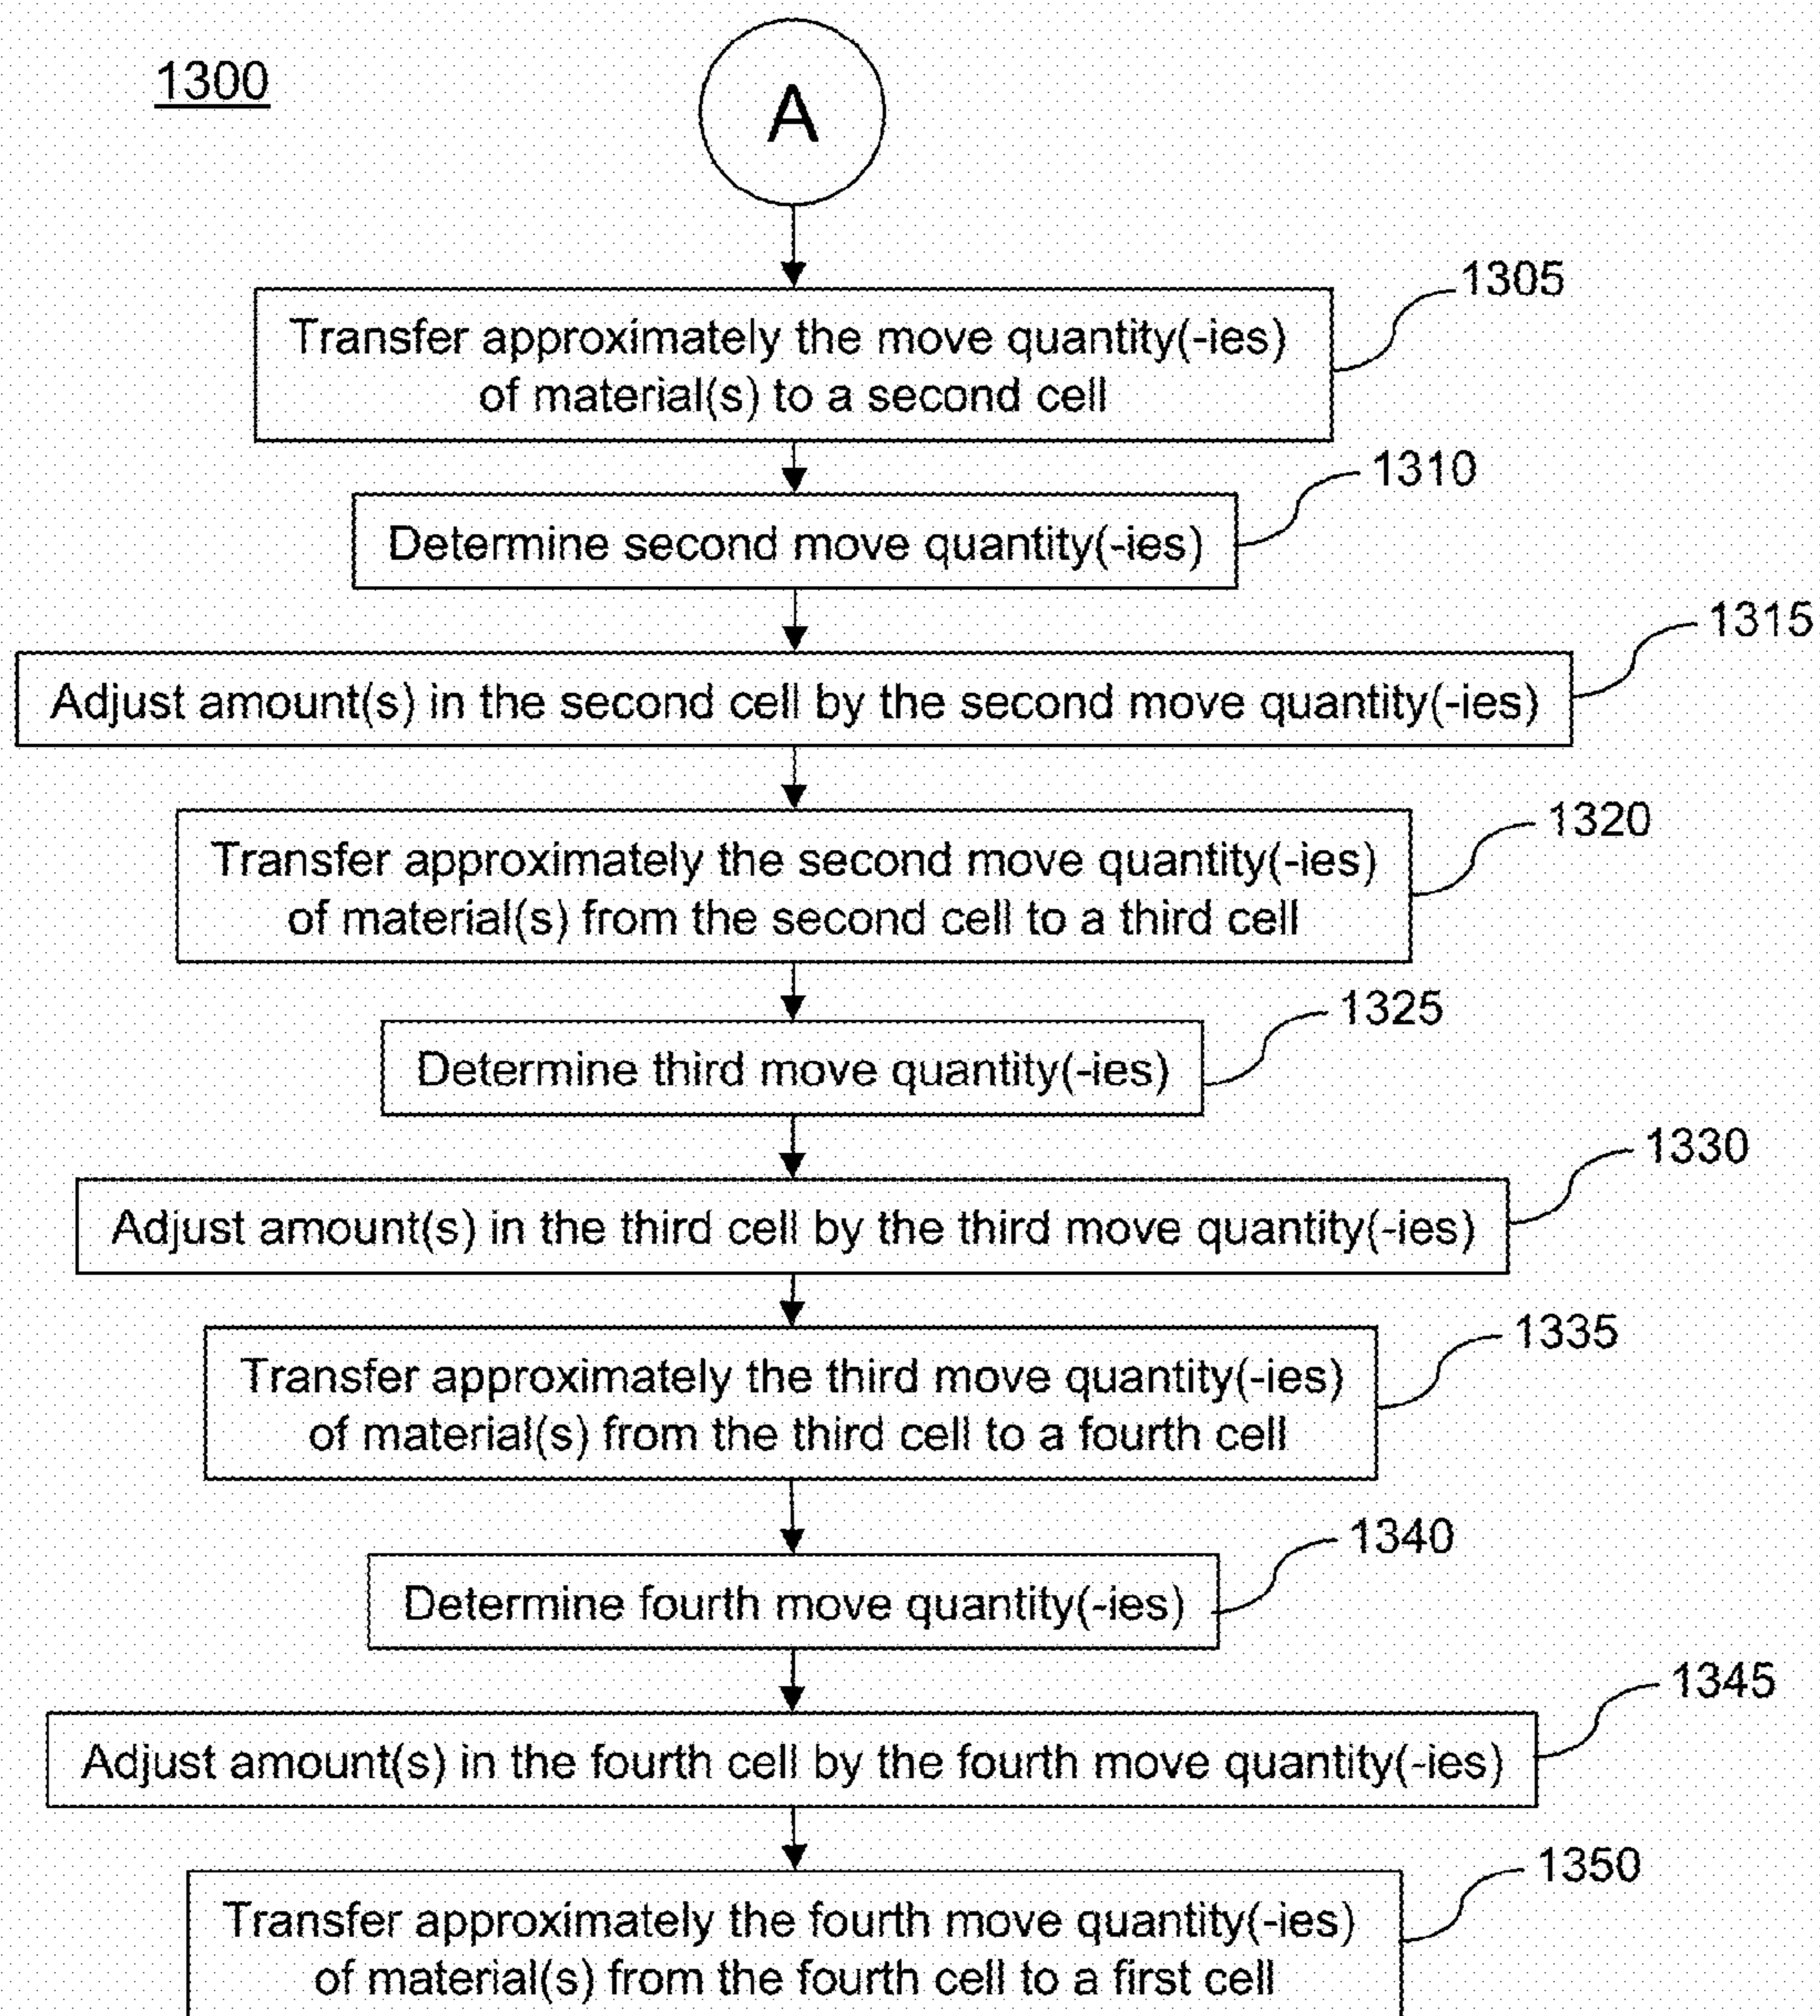 1300
A
1305
Transfer approximately the move quantity(-ies)
of material(s) to a second cell
1310
Determine second move quantity(-ies)
1315
Adjust amount(s) in the second cell by the second move quantity(-ies)
1320
Transfer approximately the second move quantity(-ies)
of material(s) from the second cell to a third cell
1325
Determine third move quantity(-ies)
1330
Adjust amount(s) in the third cell by the third move quantity(-ies)
1335
Transfer approximately the third move quantity(-ies)
of material(s) from the third cell to a fourth cell
1340
Determine fourth move quantity(-ies)
1345
Adjust amount(s) in the fourth cell by the fourth move quantity(-ies)
1350
Transfer approximately the fourth move quantity(-ies)
of material(s) from the fourth cell to a first cell